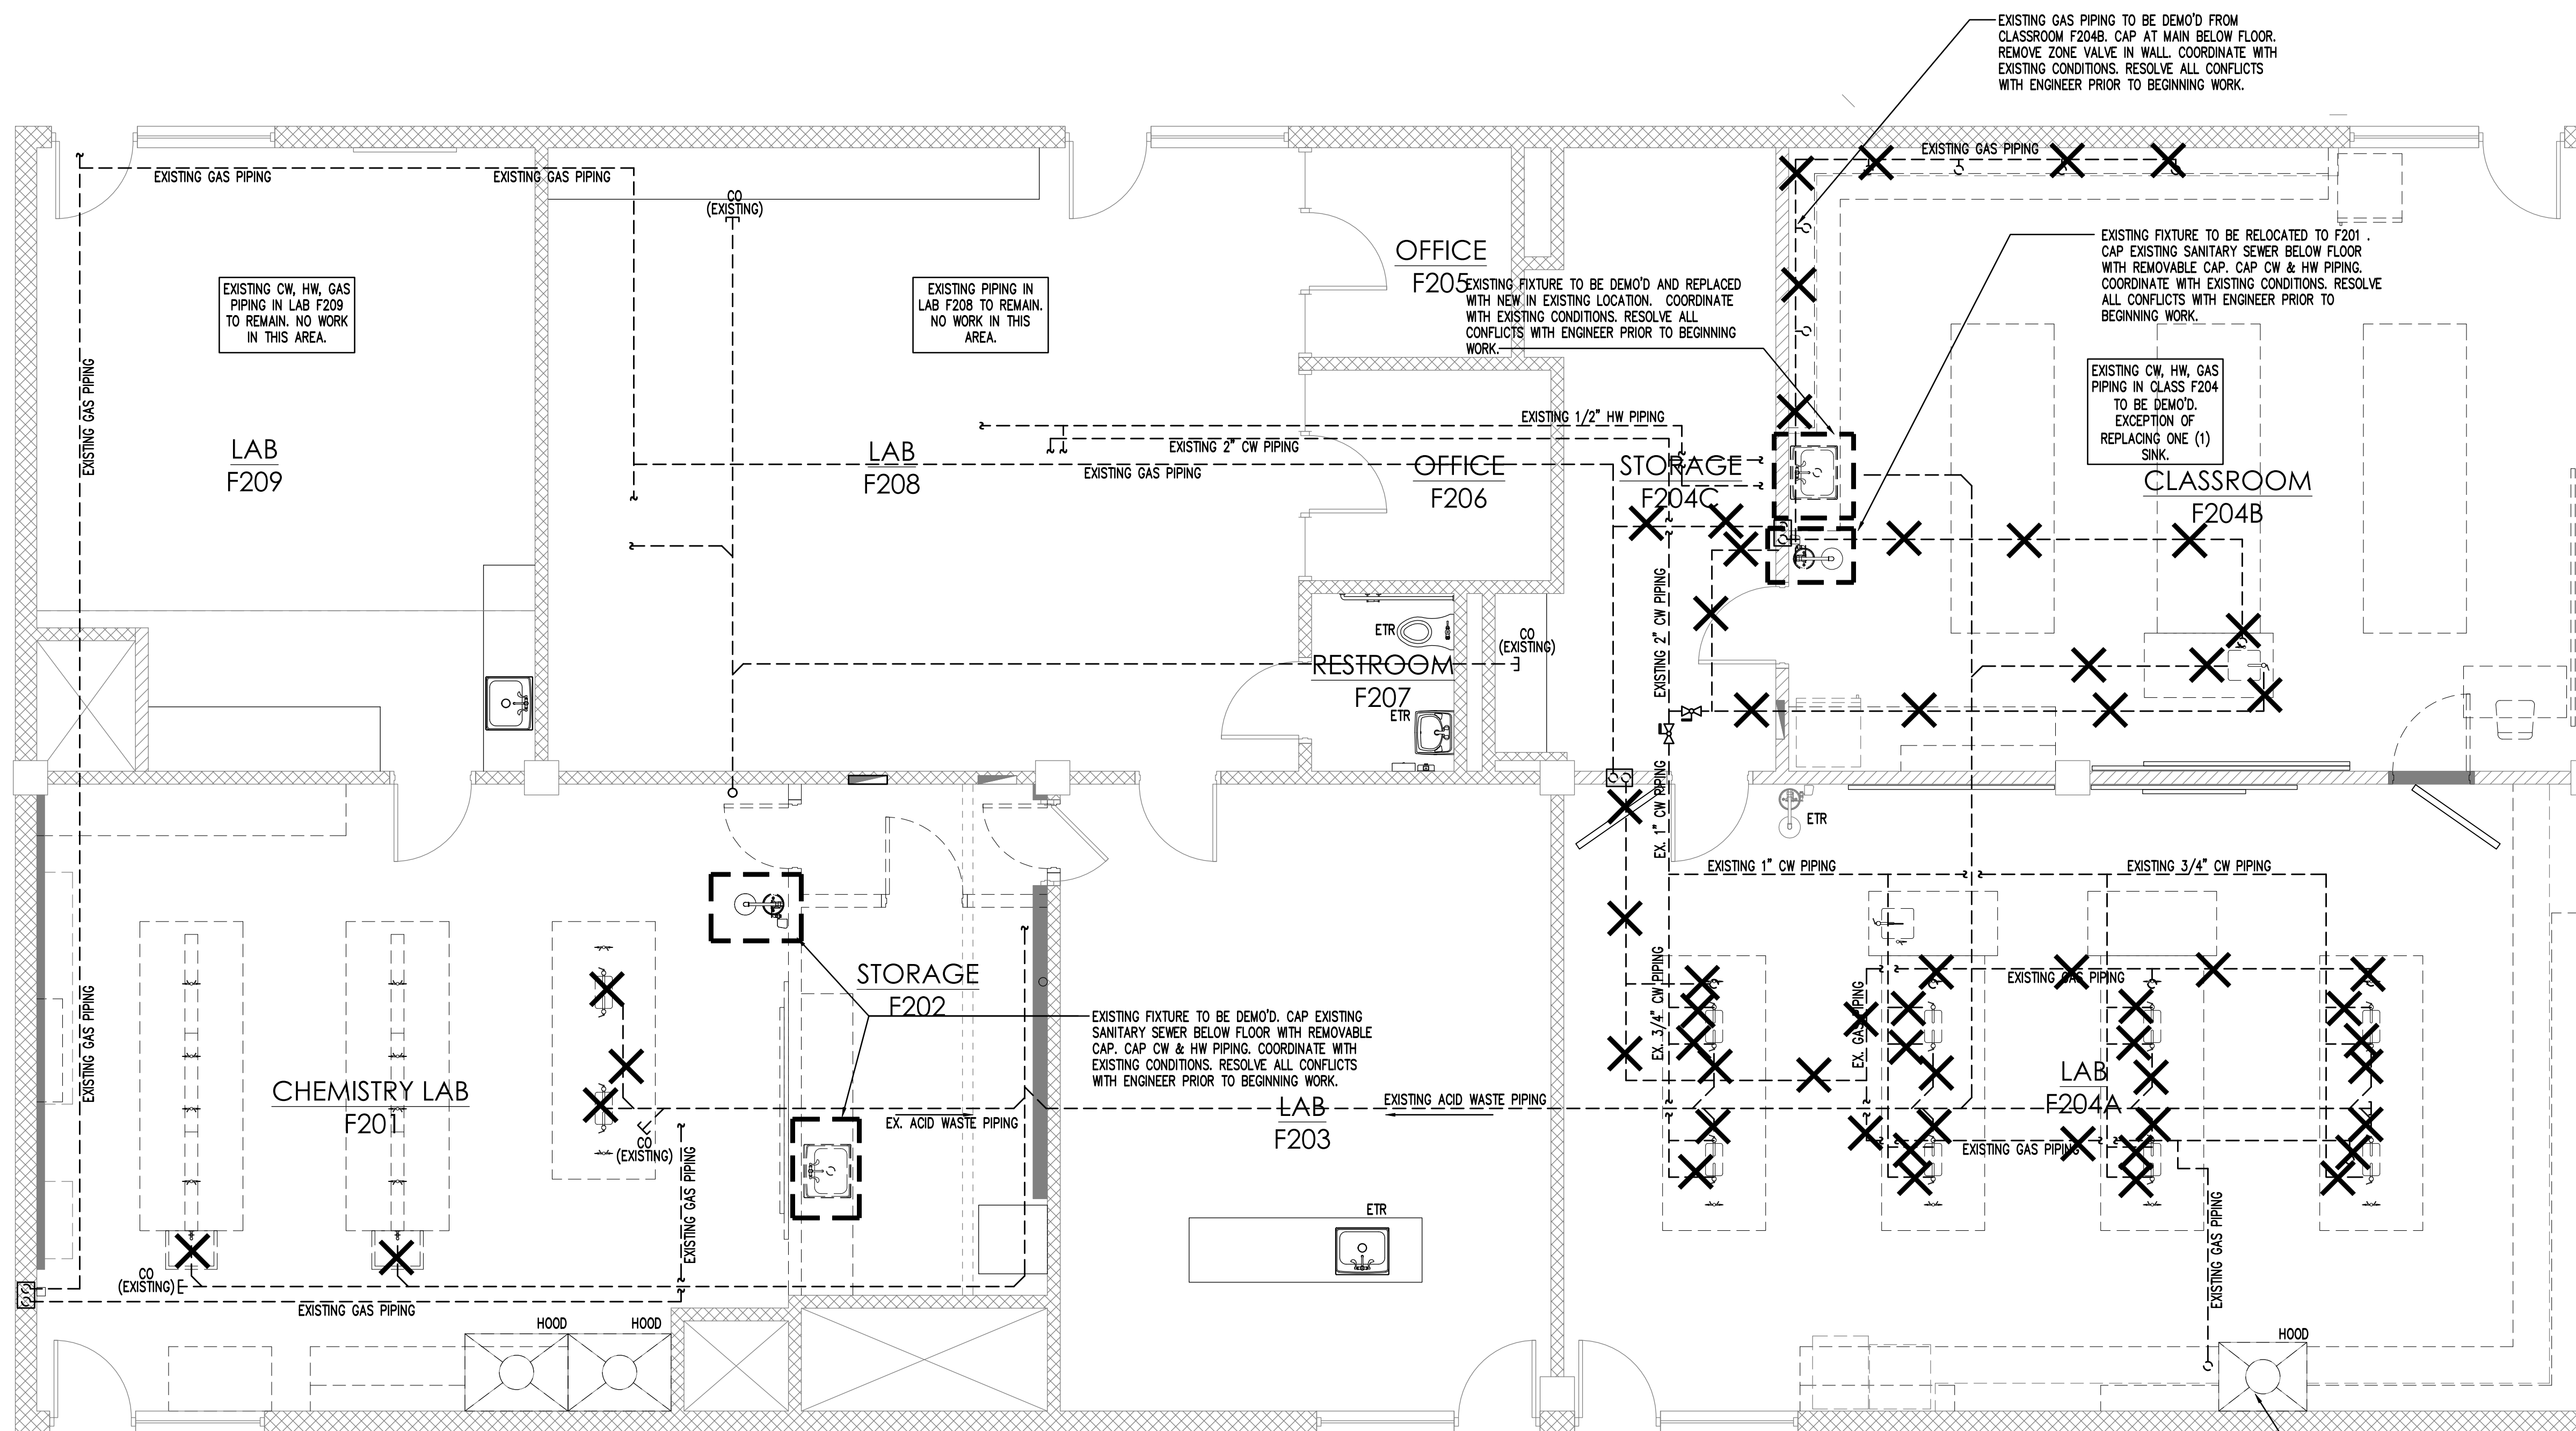 EXISTING GAS PIPING TO BE DEMO'D FROM
CLASSROOM F204B. CAP AT MAIN BELOW FLOOR.
REMOVE ZONE VALVE IN WALL. COORDINATE WITH
EXISTING CONDITIONS. RESOLVE ALL CONFLICTS
WITH ENGINEER PRIOR TO BEGINNING WORK.
EXISTING GAS PIPING
EXISTING GAS PIPING
EXISTING GAS PIPING
CO
(EXISTING)
EXISTING FIXTURE TO BE RELOCATED TO F201 .
CAP EXISTING SANITARY SEWER BELOW FLOOR
WITH REMOVABLE CAP. CAP CW & HW PIPING.
COORDINATE WITH EXISTING CONDITIONS. RESOLVE
ALL CONFLICTS WITH ENGINEER PRIOR TO
BEGINNING WORK.
OFFICE
F205
EXISTING FIXTURE TO BE DEMO'D AND REPLACED
WITH NEW IN EXISTING LOCATION. COORDINATE
WITH EXISTING CONDITIONS. RESOLVE ALL
CONFLICTS WITH ENGINEER PRIOR TO BEGINNING
WORK.
EXISTING CW, HW, GAS
PIPING IN LAB F209
TO REMAIN. NO WORK
IN THIS AREA.
EXISTING PIPING IN
LAB F208 TO REMAIN.
NO WORK IN THIS
AREA.
EXISTING CW, HW, GAS
PIPING IN CLASS F204
TO BE DEMO'D.
EXCEPTION OF
REPLACING ONE (1)
SINK.
EXISTING GAS PIPING
EXISTING 1/2" HW PIPING
EXISTING 2" CW PIPING
EXISTING GAS PIPING
LAB
F209
LAB
F208
OFFICE
F206
STORAGE
F204C
CLASSROOM
F204B
EXISTING 2" CW PIPING
ETR
CO
(EXISTING)
RESTROOM
F207
ETR
EX. 1" CW PIPING
ETR
EXISTING 1" CW PIPING
EXISTING 3/4" CW PIPING
STORAGE
F202
EXISTING GAS PIPING
EX. 3/4" CW PIPING
EX. GAS PIPING
EXISTING GAS PIPING
EXISTING FIXTURE TO BE DEMO'D. CAP EXISTING
SANITARY SEWER BELOW FLOOR WITH REMOVABLE
CAP. CAP CW & HW PIPING. COORDINATE WITH
EXISTING CONDITIONS. RESOLVE ALL CONFLICTS
WITH ENGINEER PRIOR TO BEGINNING WORK.
CHEMISTRY LAB
F201
LAB
F203
LAB
F204A
EXISTING ACID WASTE PIPING
EX. ACID WASTE PIPING
CO
(EXISTING)
EXISTING GAS PIPING
EXISTING GAS PIPING
EXISTING GAS PIPING
ETR
CO
(EXISTING)
EXISTING GAS PIPING
HOOD
HOOD
HOOD